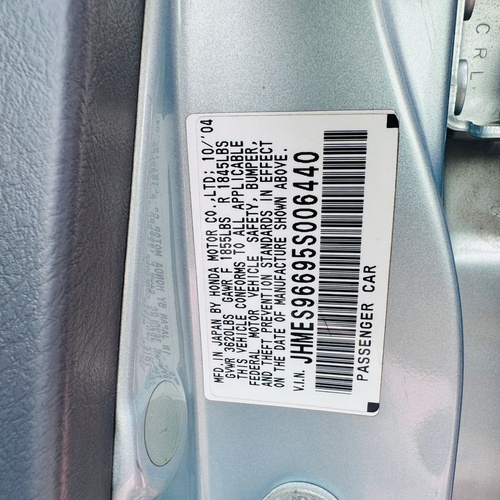 MFD. IN JAPAN BY HONDA MOTOR CO.,LTD; 10/'04
GVWR 3620LBS GAWR F 1855LBS R 1845LBS
THIS VEHICLE CONFORMS TO ALL APPLICABLE
FEDERAL MOTOR VEHICLE SAFETY, BUMPER,
AND THEFT PREVENTION STANDARDS IN EFFECT
ON THE DATE OF MANUFACTURE SHOWN ABOVE.
V.I.N. JHMES96695S006440
PASSENGER CAR
C R L